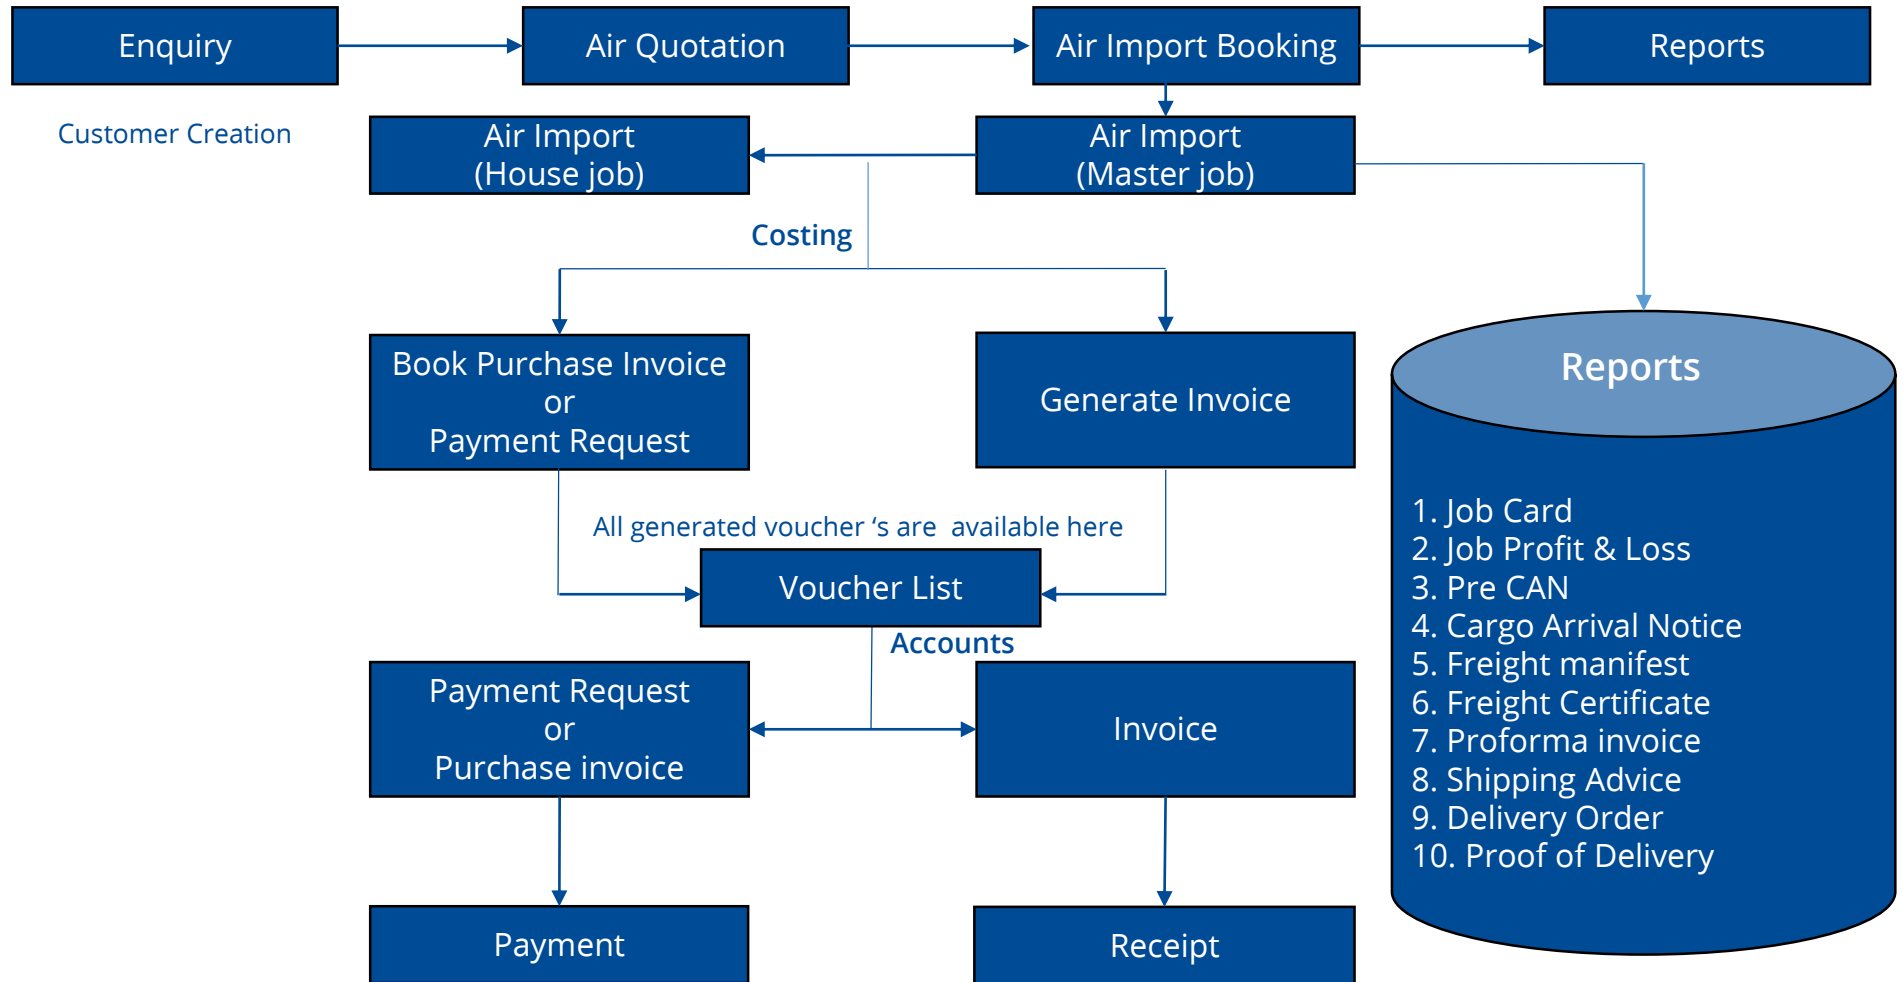 Enquiry
Air Quotation
Air Import Booking
Reports
Customer Creation
Air Import
(House job)
Air Import
(Master job)
Costing
Book Purchase Invoice
or
Payment Request
Generate Invoice
Reports
1. Job Card
2. Job Profit & Loss
3. Pre CAN
4. Cargo Arrival Notice
5. Freight manifest
6. Freight Certificate
7. Proforma invoice
8. Shipping Advice
9. Delivery Order
10. Proof of Delivery
All generated voucher ‘s are  available here
Voucher List
Accounts
Payment Request
or
Purchase invoice
Invoice
Payment
Receipt